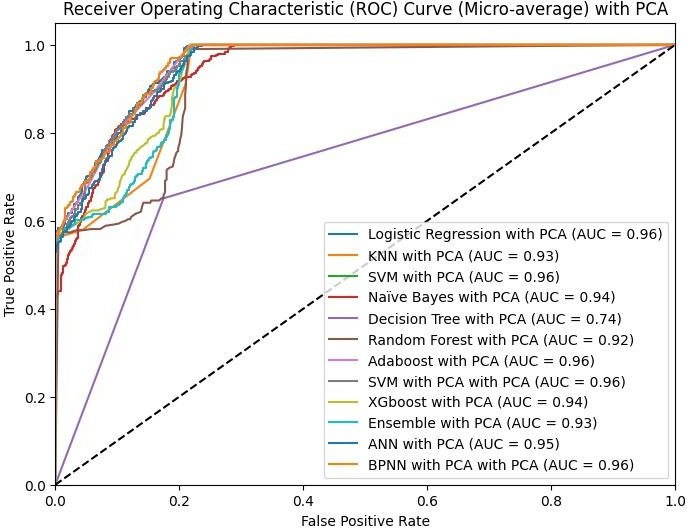 Receiver Operating Characteristic (ROC) Curve (Micro-average) with PCA
1.0
0.8
0.6
0.4
0.2
0.0
True Positive Rate
Logistic Regression with PCA (AUC = 0.96)
KNN with PCA (AUC = 0.93)
SVM with PCA (AUC = 0.96)
Naïve Bayes with PCA (AUC = 0.94)
Decision Tree with PCA (AUC = 0.74)
Random Forest with PCA (AUC = 0.92)
Adaboost with PCA (AUC = 0.96)
SVM with PCA with PCA (AUC = 0.96)
XGboost with PCA (AUC = 0.94)
Ensemble with PCA (AUC = 0.93)
ANN with PCA (AUC = 0.95)
BPNN with PCA with PCA (AUC = 0.96)
0.0 0.2 0.4 0.6 0.8 1.0
False Positive Rate